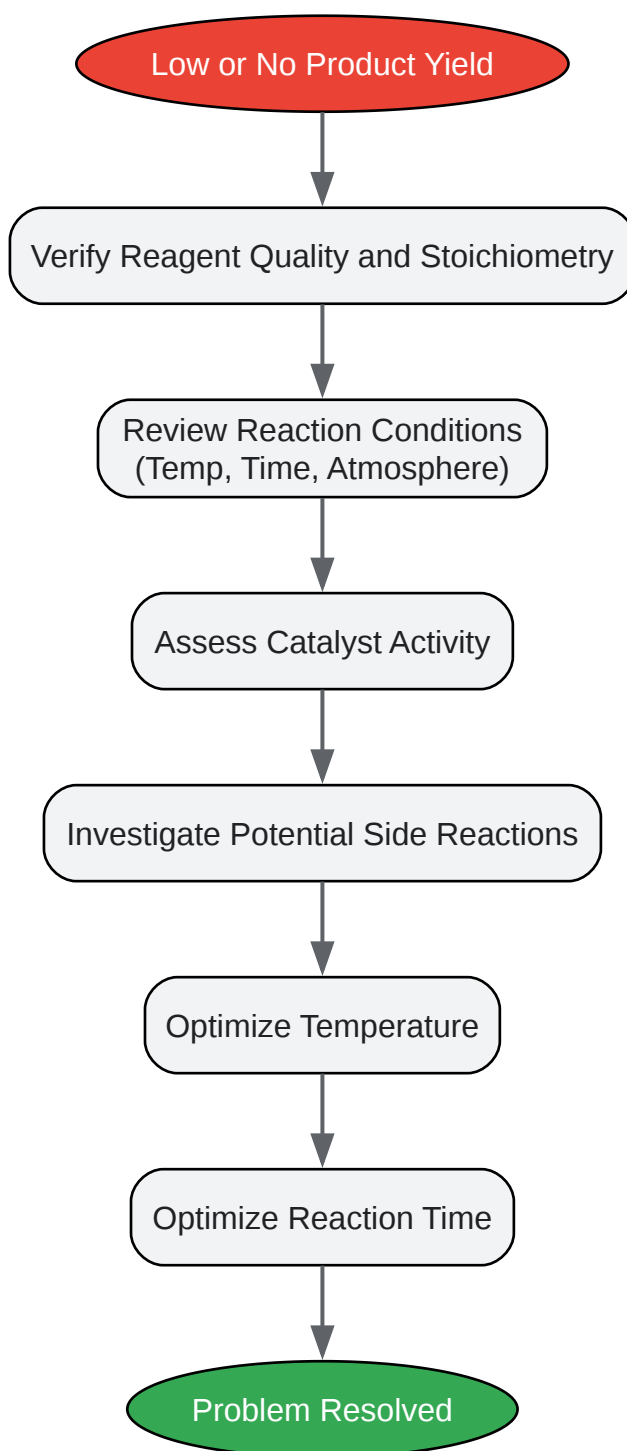 Low or No Product Yield
Verify Reagent Quality and Stoichiometry
Review Reaction Conditions
(Temp, Time, Atmosphere)
Assess Catalyst Activity
Investigate Potential Side Reactions
Optimize Temperature
Optimize Reaction Time
Problem Resolved